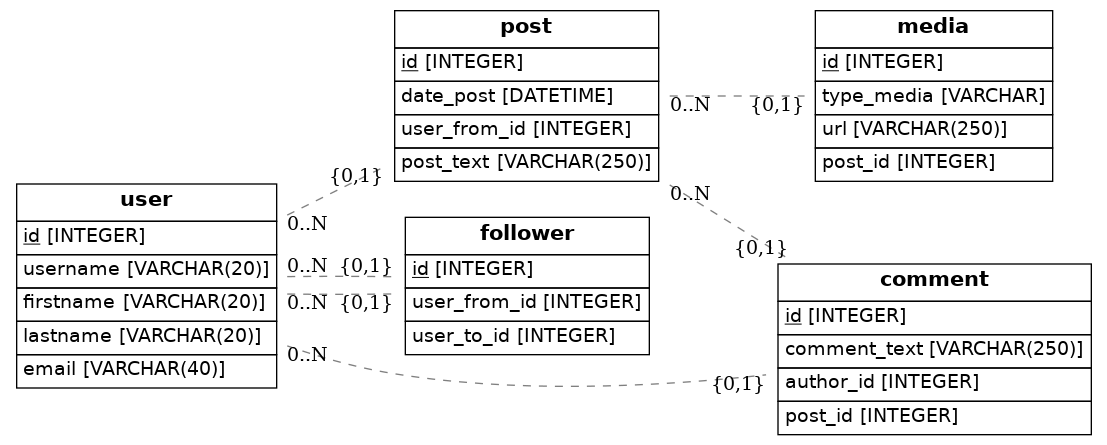 post
id [INTEGER]
date_post [DATETIME]
user_from_id [INTEGER]
post_text [VARCHAR(250)]
media
id [INTEGER]
type_media [VARCHAR]
url [VARCHAR(250)]
post_id [INTEGER]
0..N
{0,1}
user
id [INTEGER]
username [VARCHAR(20)]
firstname [VARCHAR(20)]
lastname [VARCHAR(20)]
email [VARCHAR(40)]
{0,1}
0..N
0..N
{0,1}
0..N
{0,1}
0..N
{0,1}
follower
id [INTEGER]
user_from_id [INTEGER]
user_to_id [INTEGER]
0..N
{0,1}
comment
id [INTEGER]
comment_text [VARCHAR(250)]
author_id [INTEGER]
post_id [INTEGER]